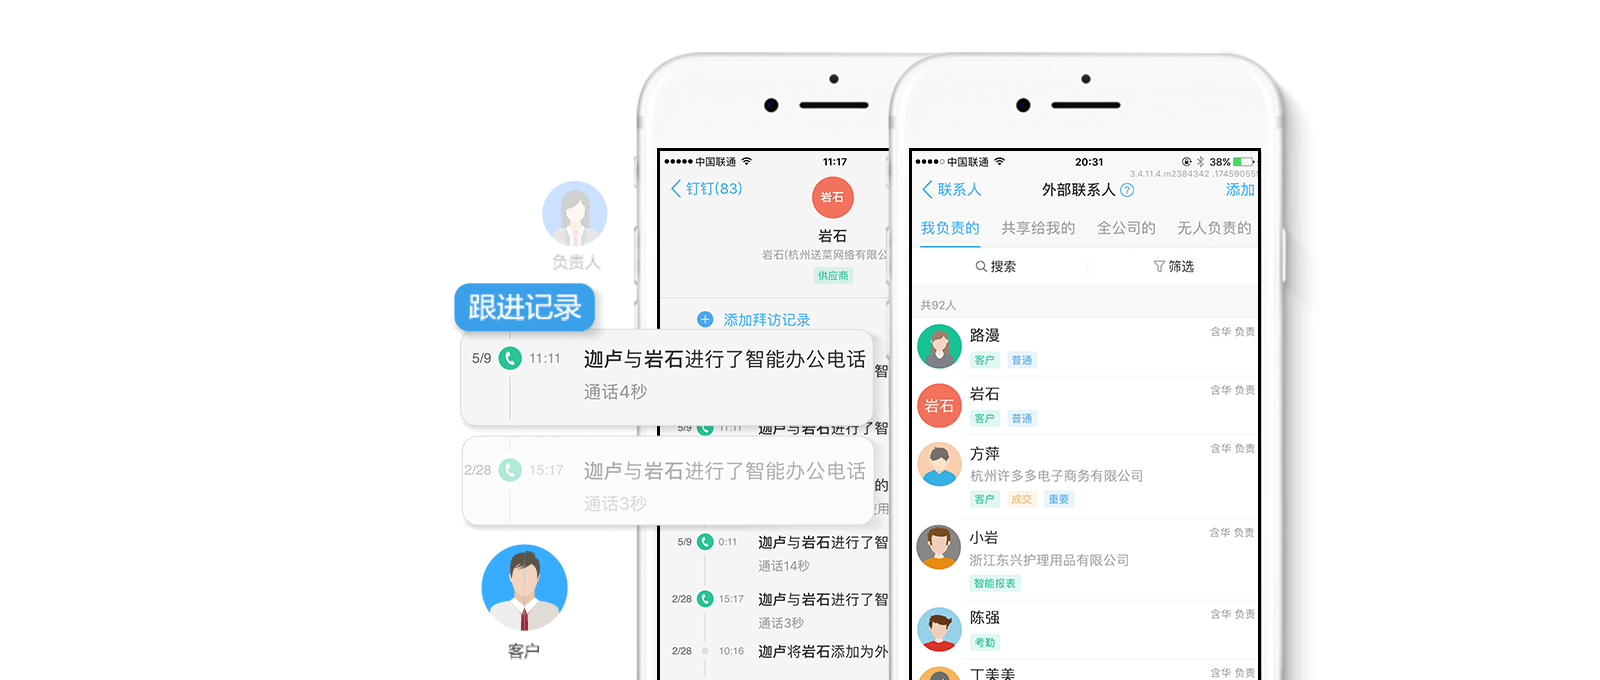 负责人
跟进记录
5/9 11:11 迦卢与岩石进行了智能办公电话
通话4秒
2/28 15:17 迦卢与岩石进行了智能办公电话
通话3秒
客户
中国联通 11:17
钉钉(83)
岩石
岩石
岩石(杭州送菜网络有限公
供应商
添加拜访记录
智
5/9 11:11 迦卢与岩石进行了智
的
使用
5/9 0:11 迦卢与岩石进行了智
通话14秒
2/28 15:17 迦卢与岩石进行了智
通话3秒
2/28 10:16 迦卢将岩石添加为外
中国联通 20:31 38%
3.4.11.4.m2384342 .174590559
联系人 外部联系人 ? 添加
我负责的 共享给我的 全公司的 无人负责的
搜索 筛选
共92人
路漫 含华 负责
客户 普通
岩石 岩石 含华 负责
客户 普通
方萍 含华 负责
杭州许多多电子商务有限公司
客户 成交 重要
小岩 含华 负责
浙江东兴护理用品有限公司
智能报表
陈强 含华 负责
考勤
丁美美 含华 负责